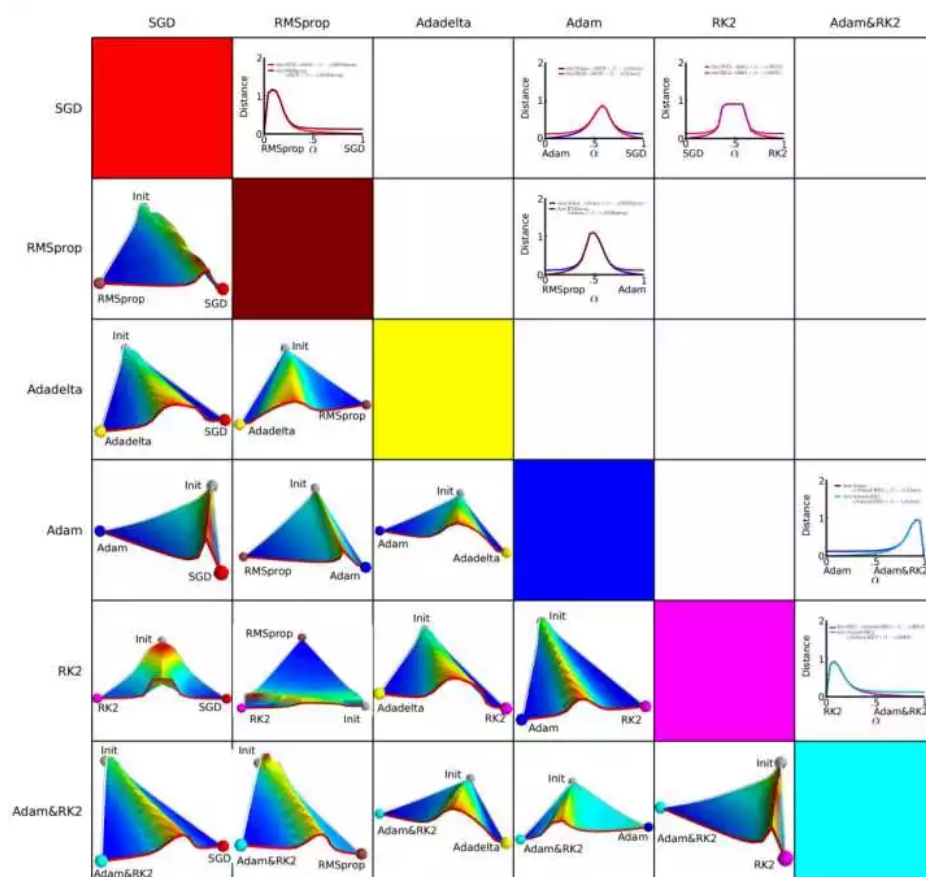 SGD RMSprop Adadelta Adam RK2 Adam&RK2
SGD
Distance
2
1
0
0 .5 1
RMSprop α SGD
Distance
2
1
0
0 .5 1
Adam α SGD
Distance
2
1
0
0 .5 1
SGD α RK2
RMSprop
Init
RMSprop
SGD
Distance
2
1
0
0 .5 1
RMSprop α Adam
Adadelta
Init
Adadelta
SGD
Init
RMSprop
Adadelta
Adam
Init
Adam
SGD
Init
RMSprop
Adam
Init
Adam
Adadelta
Distance
2
1
0
0 .5
Adam α Adam&RK2
RK2
Init
RK2
SGD
RMSprop
RK2
Init
Init
Adadelta
RK2
Init
Adam
RK2
Distance
2
1
0
0 .5
RK2 α Adam&RK2
Adam&RK2
Init
Adam&RK2
SGD
Init
Adam&RK2
RMSprop
Init
Adam&RK2
Adadelta
Init
Adam&RK2
Adam
Init
Adam&RK2
RK2